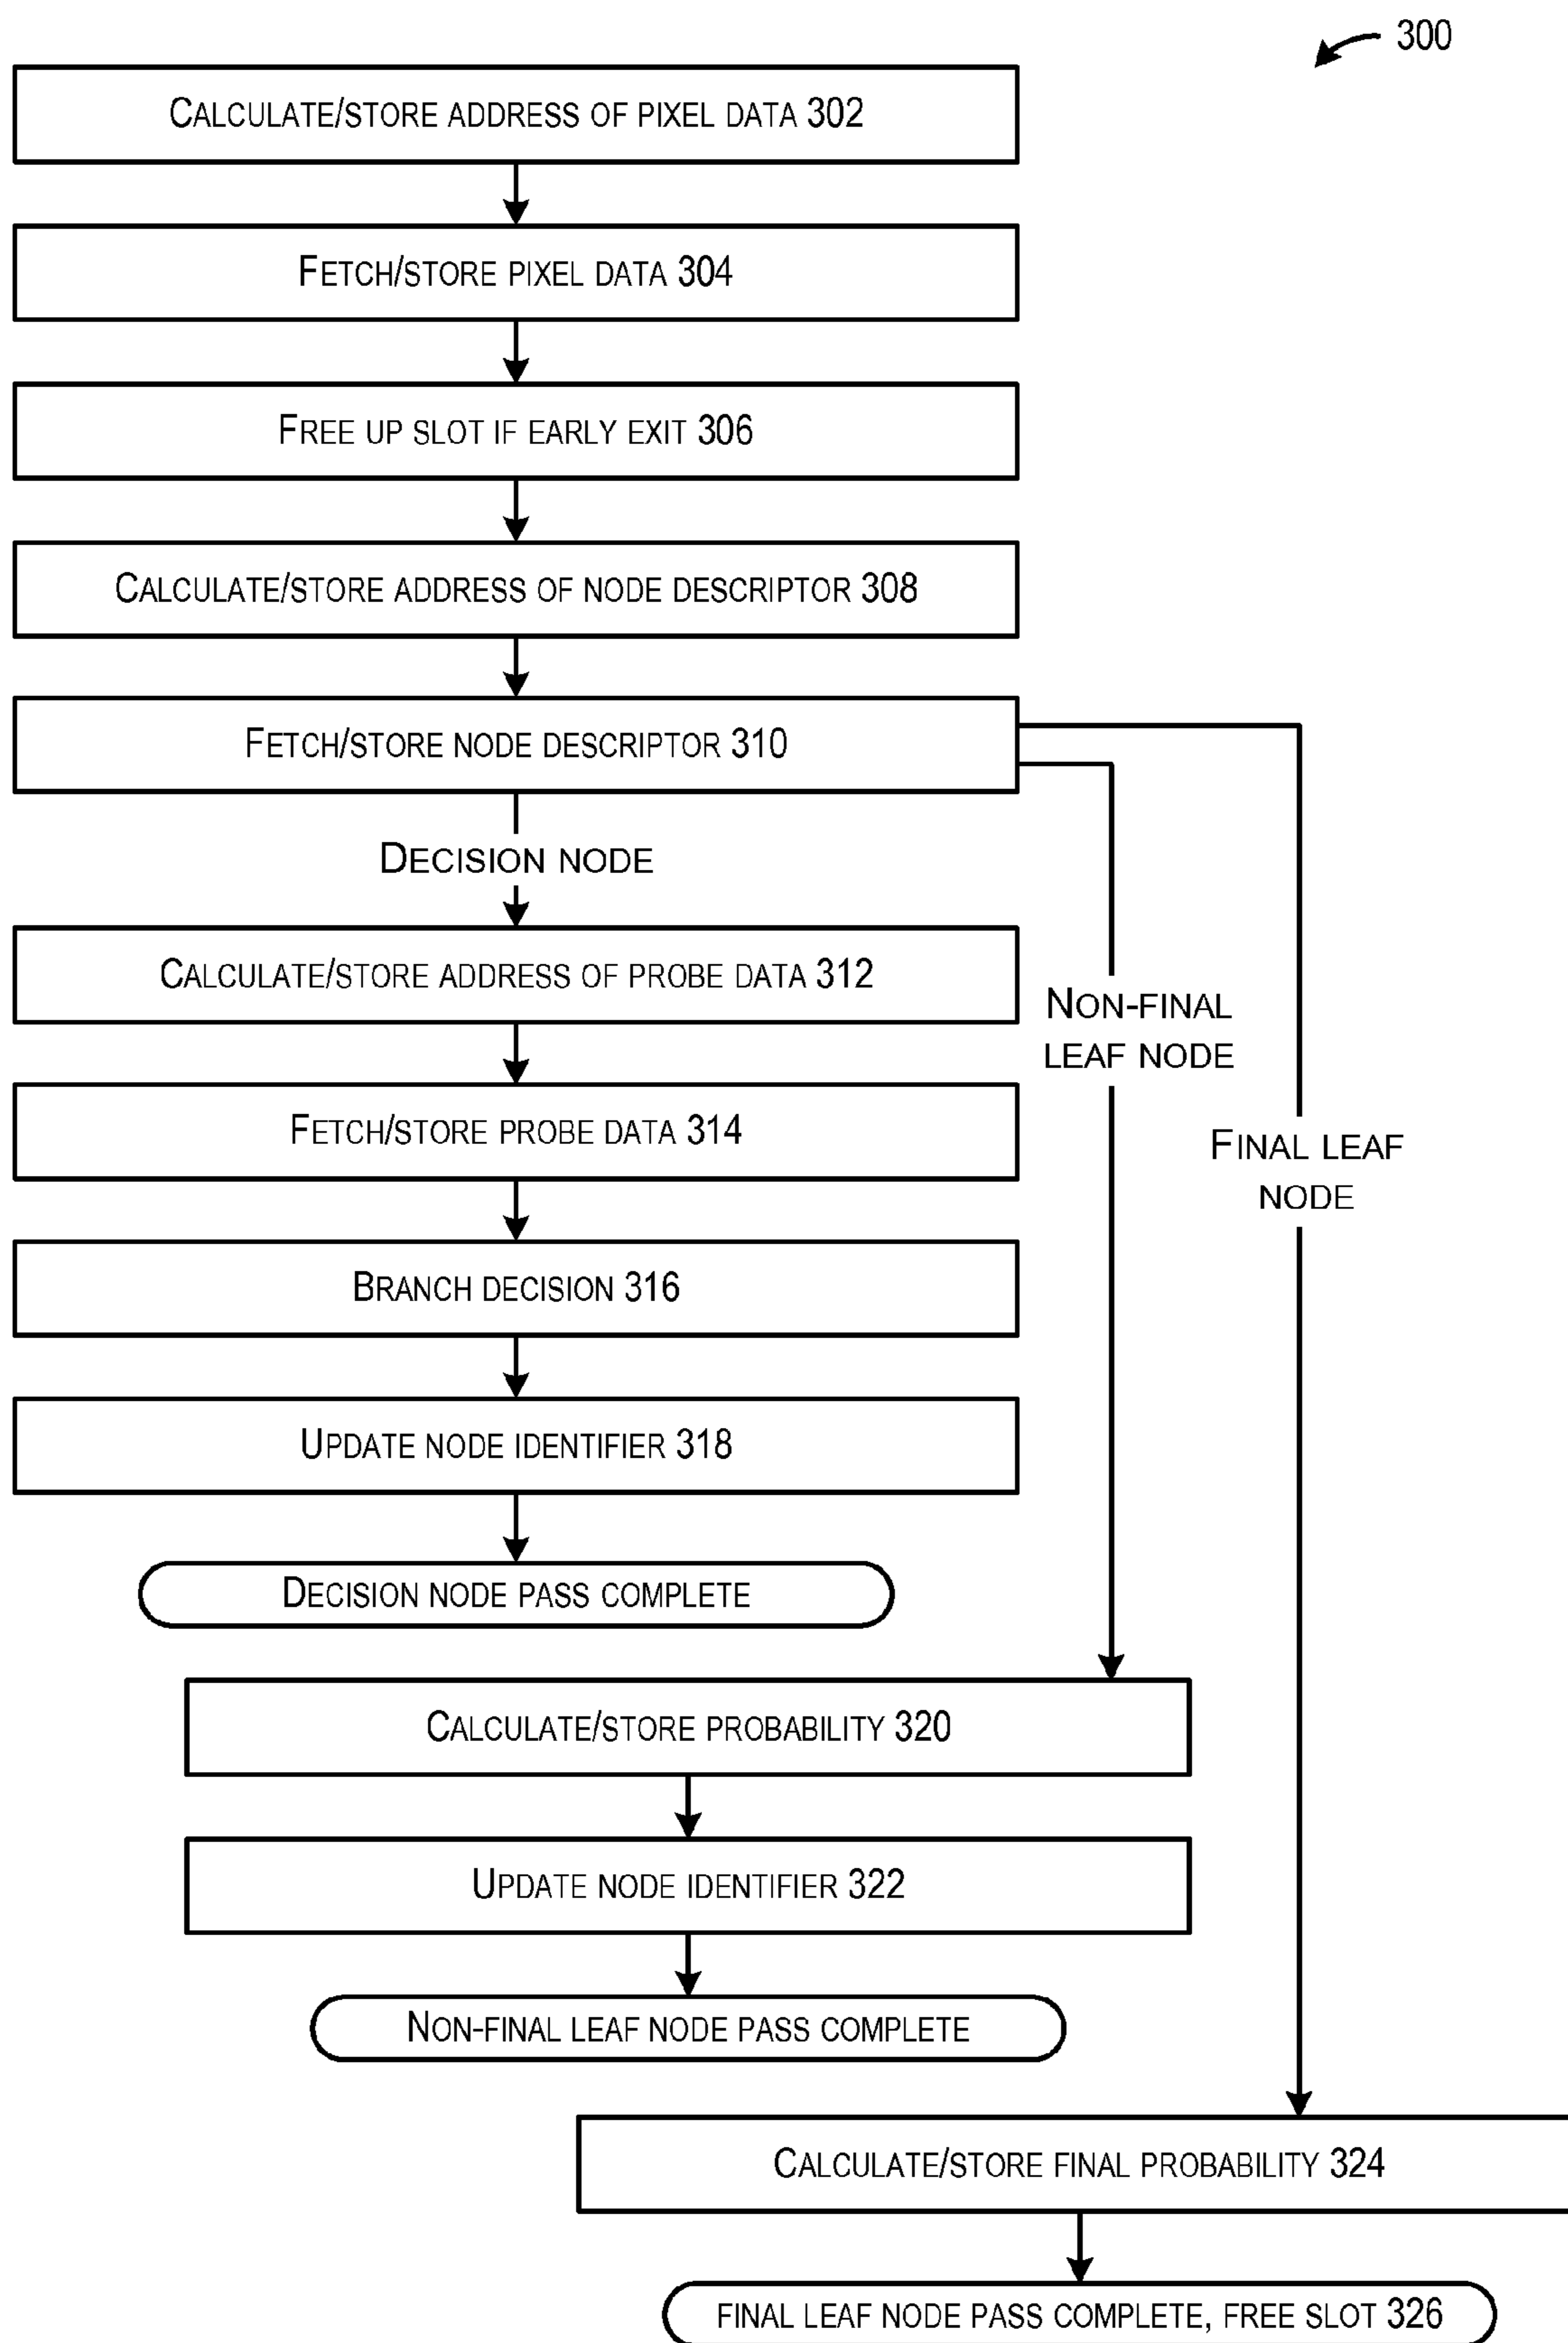 300
CALCULATE/STORE ADDRESS OF PIXEL DATA 302
FETCH/STORE PIXEL DATA 304
FREE UP SLOT IF EARLY EXIT 306
CALCULATE/STORE ADDRESS OF NODE DESCRIPTOR 308
FETCH/STORE NODE DESCRIPTOR 310
DECISION NODE
CALCULATE/STORE ADDRESS OF PROBE DATA 312
NON-FINAL
LEAF NODE
FETCH/STORE PROBE DATA 314
FINAL LEAF
NODE
BRANCH DECISION 316
UPDATE NODE IDENTIFIER 318
DECISION NODE PASS COMPLETE
CALCULATE/STORE PROBABILITY 320
UPDATE NODE IDENTIFIER 322
NON-FINAL LEAF NODE PASS COMPLETE
CALCULATE/STORE FINAL PROBABILITY 324
FINAL LEAF NODE PASS COMPLETE, FREE SLOT 326